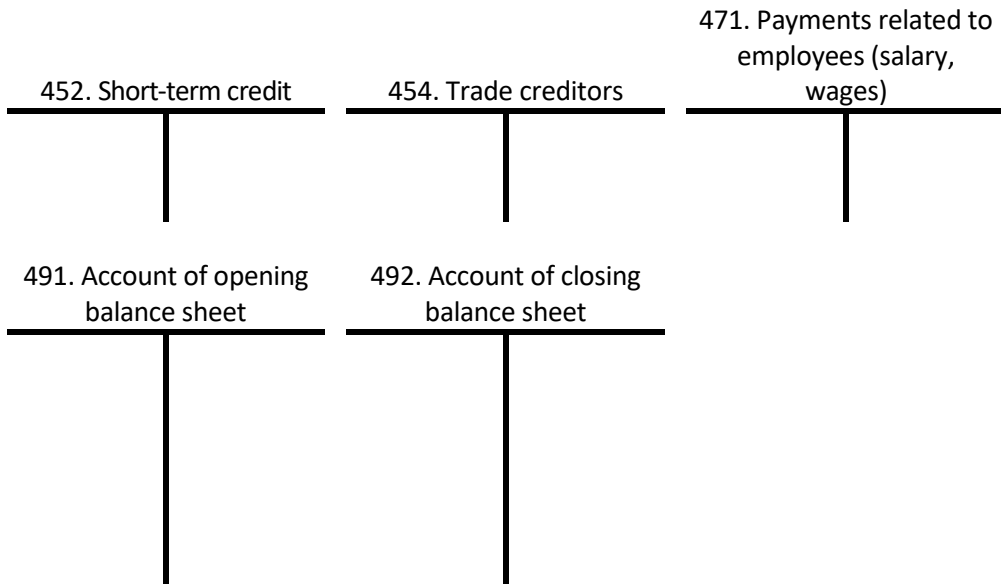 452. Short-term credit
454. Trade creditors
471. Payments related to
employees (salary,
wages)
491. Account of opening
balance sheet
492. Account of closing
balance sheet